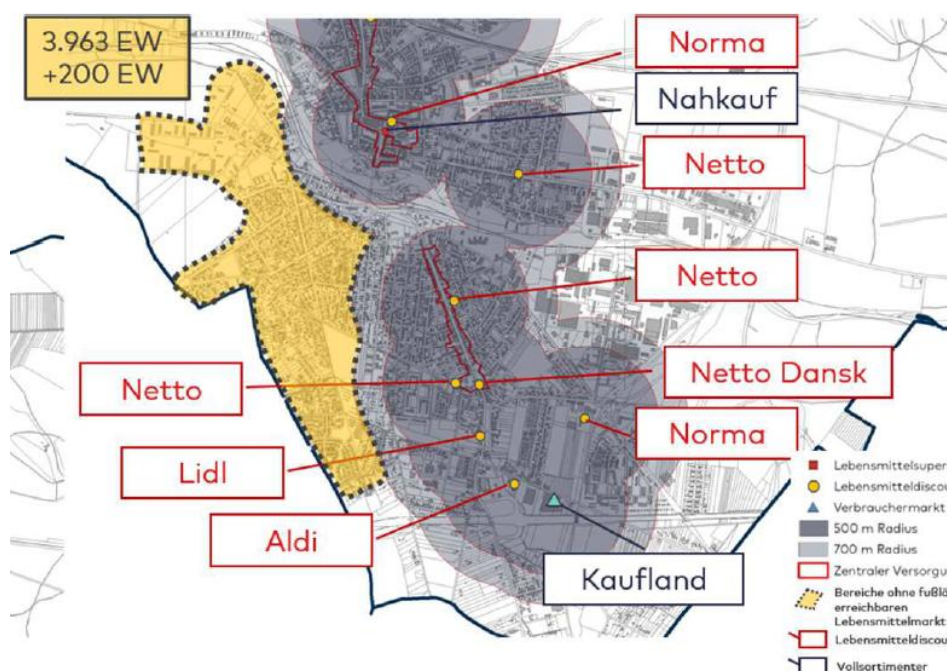 3.963 EW
+200 EW
Norma
Nahkauf
Netto
Netto
Netto
Netto Dansk
Norma
Lidl
Aldi
Kaufland
Lebensmittelsuper
Lebensmitteldiscou
Verbrauchermarkt
500 m Radius
700 m Radius
Zentraler Versorgu
Bereiche ohne fußlä
erreichbaren
Lebensmittelmarkt
Lebensmitteldiscou
Vollsortimenter